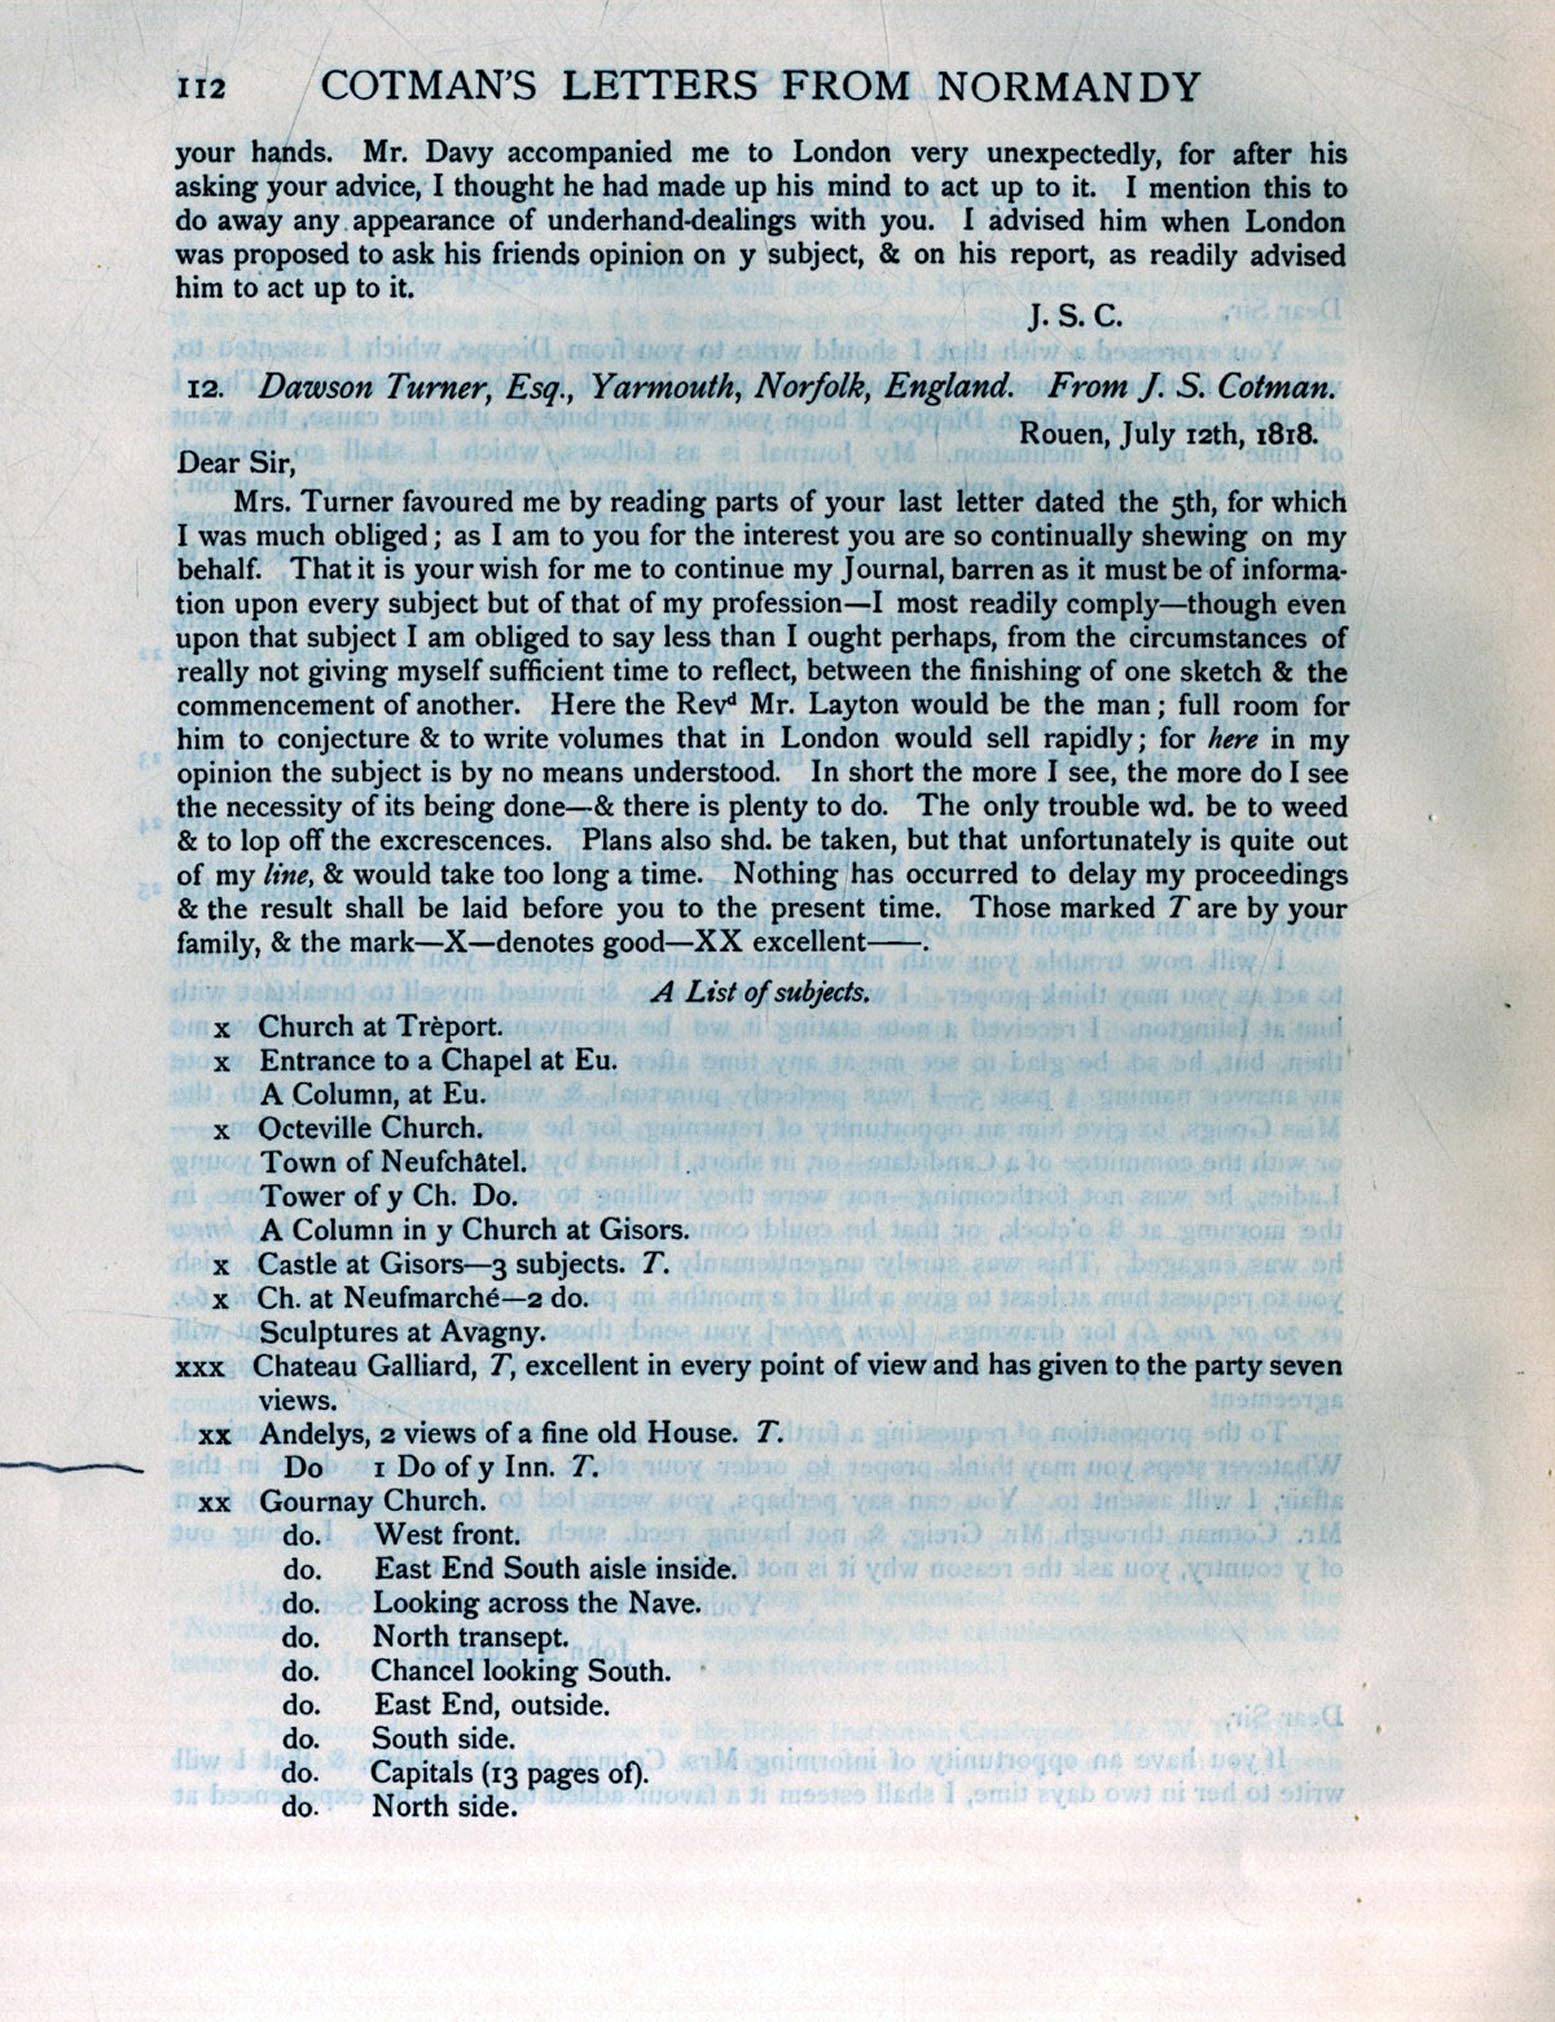 112 COTMAN'S LETTERS FROM NORMANDY
your hands. Mr. Davy accompanied me to London very unexpectedly, for after his
asking your advice, I thought he had made up his mind to act up to it. I mention this to
do away any appearance of underhand-dealings with you. I advised him when London
was proposed to ask his friends opinion on y subject, & on his report, as readily advised
him to act up to it.
J. S. C.
12. Dawson Turner, Esq., Yarmouth, Norfolk, England. From J. S. Cotman.
Rouen, July 12th, 1818.
Dear Sir,
Mrs. Turner favoured me by reading parts of your last letter dated the 5th, for which
I was much obliged; as I am to you for the interest you are so continually shewing on my
behalf. That it is your wish for me to continue my Journal, barren as it must be of informa-
tion upon every subject but of that of my profession—I most readily comply—though even
upon that subject I am obliged to say less than I ought perhaps, from the circumstances of
really not giving myself sufficient time to reflect, between the finishing of one sketch & the
commencement of another. Here the Revd Mr. Layton would be the man; full room for
him to conjecture & to write volumes that in London would sell rapidly; for here in my
opinion the subject is by no means understood. In short the more I see, the more do I see
the necessity of its being done—& there is plenty to do. The only trouble wd. be to weed
& to lop off the excrescences. Plans also shd. be taken, but that unfortunately is quite out
of my line, & would take too long a time. Nothing has occurred to delay my proceedings
& the result shall be laid before you to the present time. Those marked T are by your
family, & the mark—X—denotes good—XX excellent——.
A List of subjects.
x Church at Trèport.
x Entrance to a Chapel at Eu.
A Column, at Eu.
x Octeville Church.
Town of Neufchâtel.
Tower of y Ch. Do.
A Column in y Church at Gisors.
x Castle at Gisors—3 subjects. T.
x Ch. at Neufmarché—2 do.
Sculptures at Avagny.
xxx Chateau Galliard, T, excellent in every point of view and has given to the party seven
views.
xx Andelys, 2 views of a fine old House. T.
Do 1 Do of y Inn. T.
xx Gournay Church.
do. West front.
do. East End South aisle inside.
do. Looking across the Nave.
do. North transept.
do. Chancel looking South.
do. East End, outside.
do. South side.
do. Capitals (13 pages of).
do. North side.